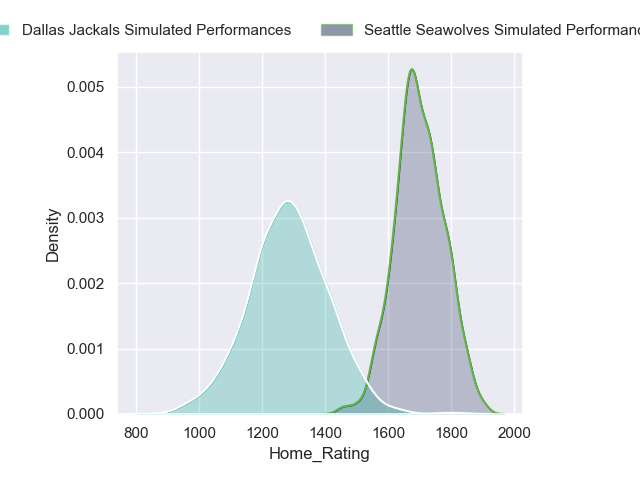 Dallas Jackals Simulated Performances
Seattle Seawolves Simulated
0.005
0.004
0.003
0.002
0.001
0.000
Density
800 1000 1200 1400 1600 1800 2000
Home_Rating